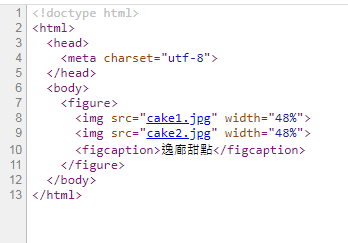 1 <!doctype html>
2 <html>
3 <head>
4 <meta charset="utf-8">
5 </head>
6 <body>
7 <figure>
8 <img src="cake1.jpg" width="48%">
9 <img src="cake2.jpg" width="48%">
10 <figcaption>逸廊甜點</figcaption>
11 </figure>
12 </body>
13 </html>